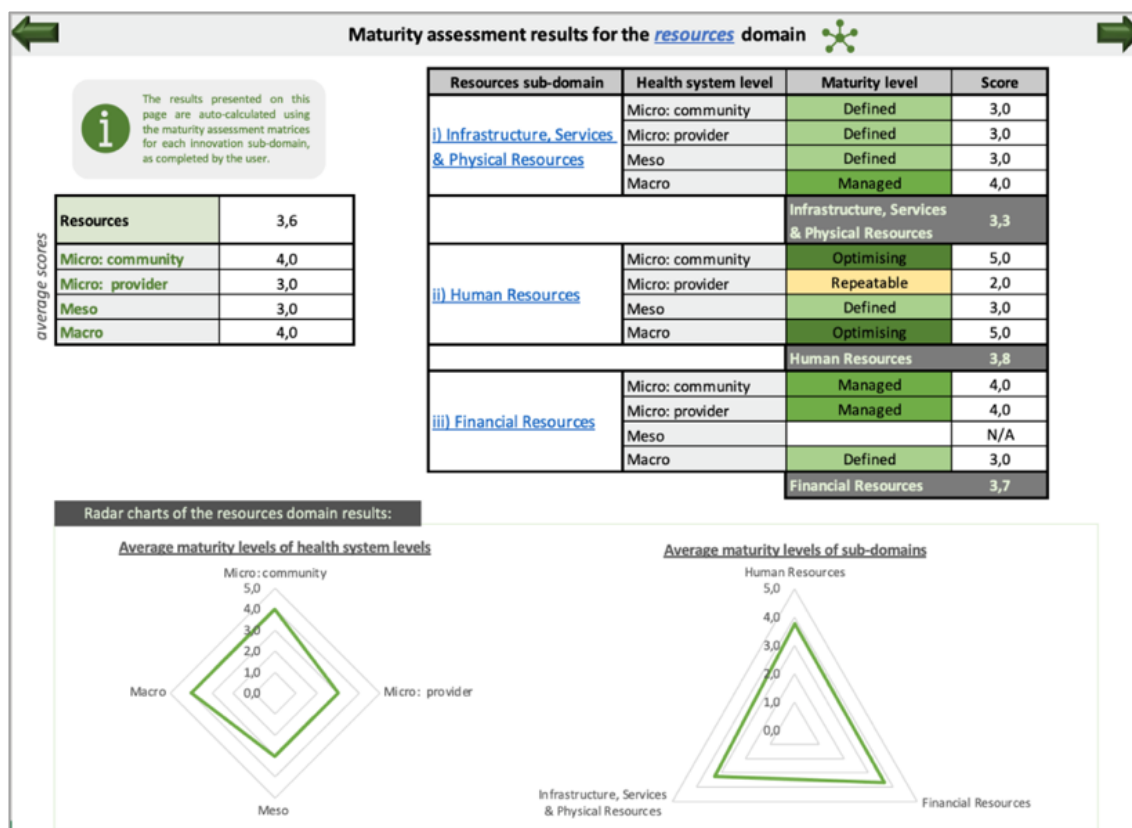 Maturity assessment results for the resources domain
The results presented on this
page are auto-calculated using
the maturity assessment matrices
for each innovation sub-domain,
as completed by the user.
average scores
Resources 3,6
Micro: community 4,0
Micro: provider 3,0
Meso 3,0
Macro 4,0
Resources sub-domain Health system level Maturity level Score
i) Infrastructure, Services
& Physical Resources
Micro: community Defined 3,0
Micro: provider Defined 3,0
Meso Defined 3,0
Macro Managed 4,0
Infrastructure, Services
& Physical Resources 3,3
ii) Human Resources
Micro: community Optimising 5,0
Micro: provider Repeatable 2,0
Meso Defined 3,0
Macro Optimising 5,0
Human Resources 3,8
iii) Financial Resources
Micro: community Managed 4,0
Micro: provider Managed 4,0
Meso N/A
Macro Defined 3,0
Financial Resources 3,7
Radar charts of the resources domain results:
Average maturity levels of health system levels
Micro: community
5,0
4,0
3,0
2,0
1,0
0,0
Macro
Micro: provider
Meso
Average maturity levels of sub-domains
Human Resources
5,0
4,0
3,0
2,0
1,0
0,0
Infrastructure, Services
& Physical Resources
Financial Resources